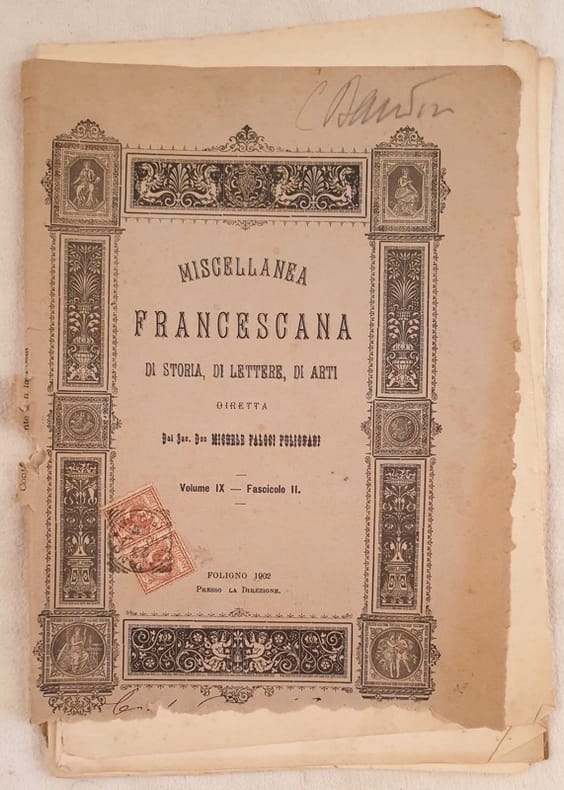 MISCELLANEA
FRANCESCANA
DI STORIA, DI LETTERE, DI ARTI
DIRETTA
Dal Sac. Don MICHELE FALOCI PULIGNANI
Volume IX — Fascicolo II.
FOLIGNO 1902
PRESSO LA DIREZIONE.